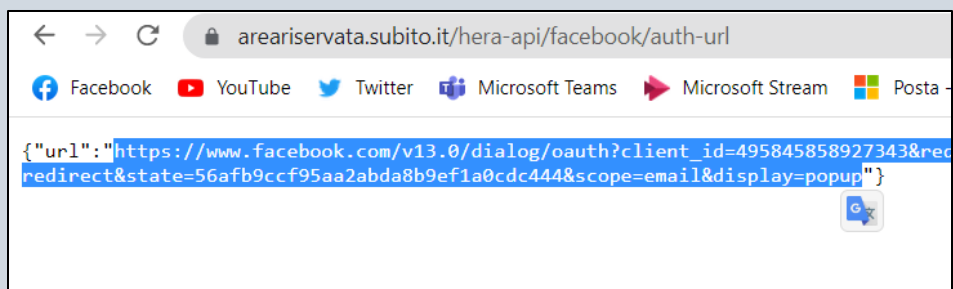 areariservata.subito.it/hera-api/facebook/auth-url
Facebook YouTube Twitter Microsoft Teams Microsoft Stream Posta -
{"url":"https://www.facebook.com/v13.0/dialog/oauth?client_id=495845858927343&red
redirect&state=56afb9ccf95aa2abda8b9ef1a0cdc444&scope=email&display=popup"}